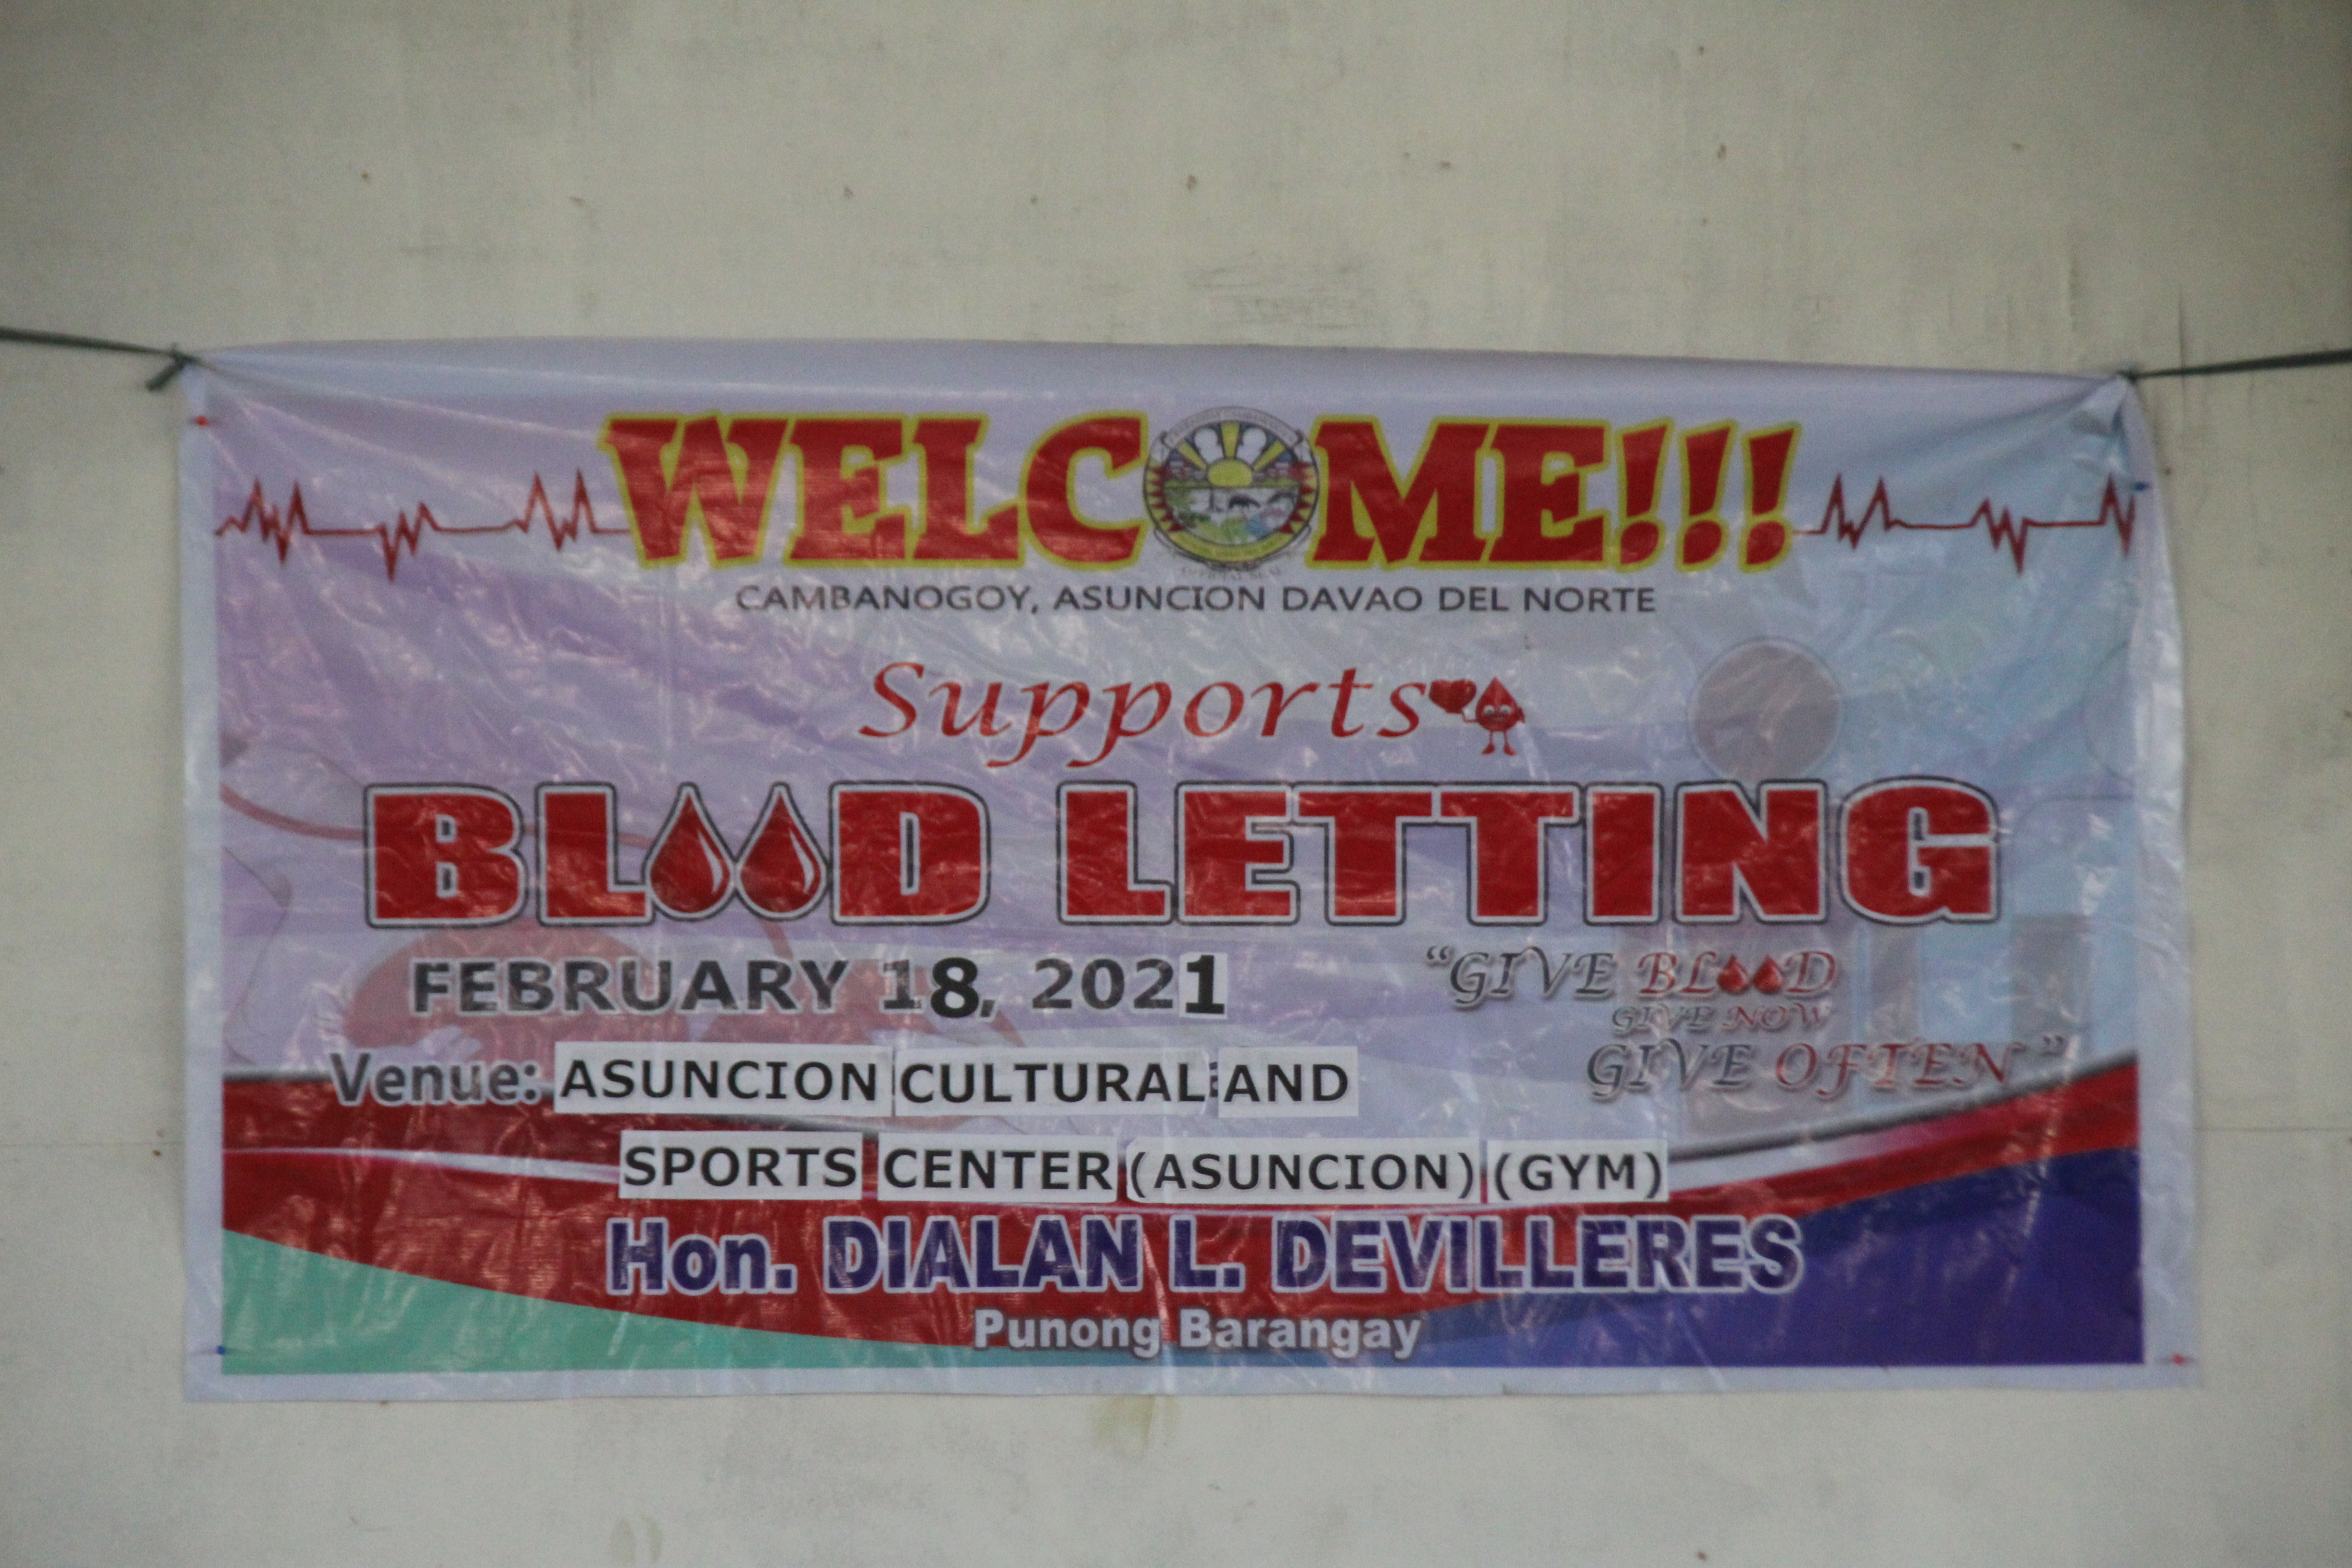 WELCOME!!!
CAMBANOGOY, ASUNCION DAVAO DEL NORTE
Supports
BLOOD LETTING
FEBRUARY 18, 2021
"GIVE BLOOD
GIVE NOW
GIVE OFTEN"
Venue: ASUNCION CULTURAL AND
SPORTS CENTER (ASUNCION) (GYM)
Hon. DIALAN L. DEVILLERES
Punong Barangay